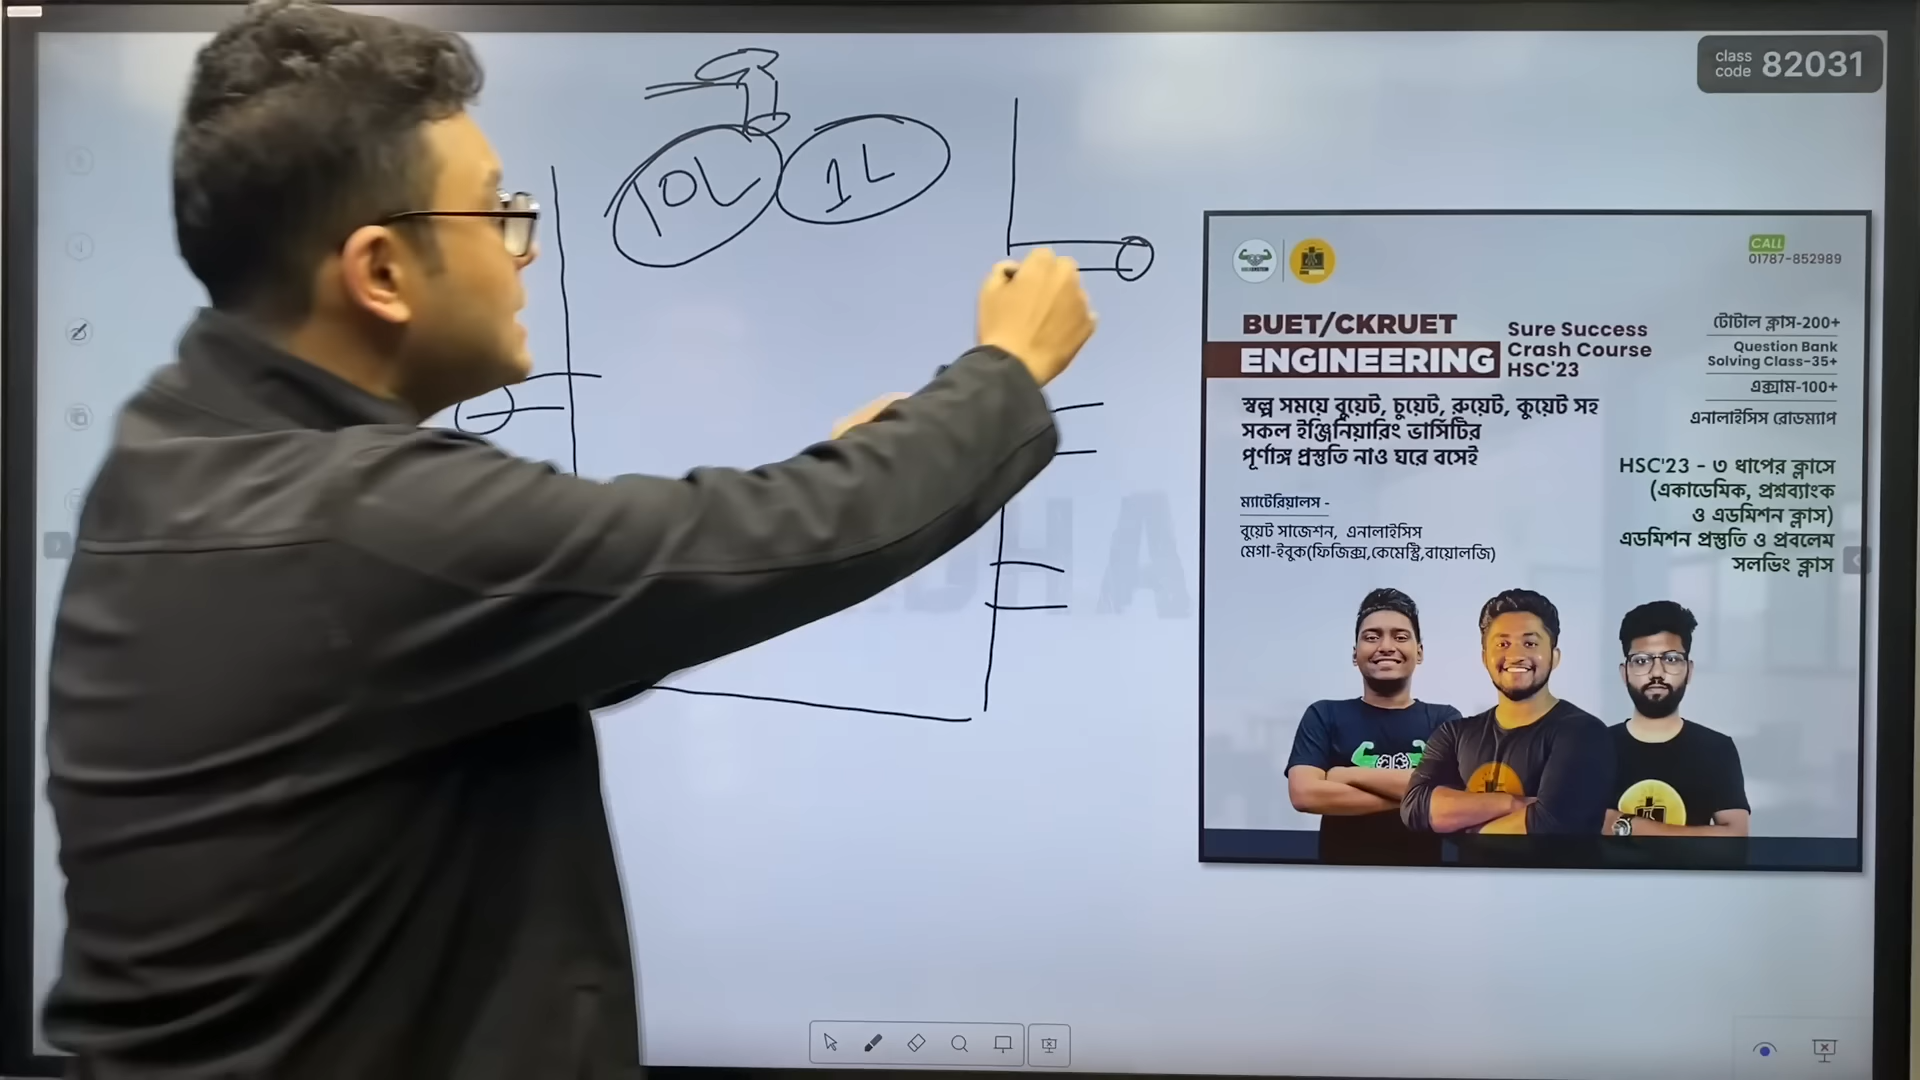 class code 82031
10L
1L
CALL
01787-852989
BUET/CKRUET
ENGINEERING
Sure Success
Crash Course
HSC'23
টোটাল ক্লাস-200+
Question Bank
Solving Class-35+
এক্সাম-100+
এনালাইসিস রোডম্যাপ
স্বল্প সময়ে বুয়েট, চুয়েট, রুয়েট, কুয়েট সহ
সকল ইঞ্জিনিয়ারিং ভার্সিটির
পূর্ণাঙ্গ প্রস্তুতি নাও ঘরে বসেই
HSC'23 - ৩ ধাপের ক্লাসে
(একাডেমিক, প্রশ্নব্যাংক
ও এডমিশন ক্লাস)
এডমিশন প্রস্তুতি ও প্রবলেম
সলভিং ক্লাস
ম্যাটেরিয়ালস -
বুয়েট সাজেশন, এনালাইসিস
মেগা-ইবুক(ফিজিক্স,কেমেস্ট্রি,বায়োলজি)